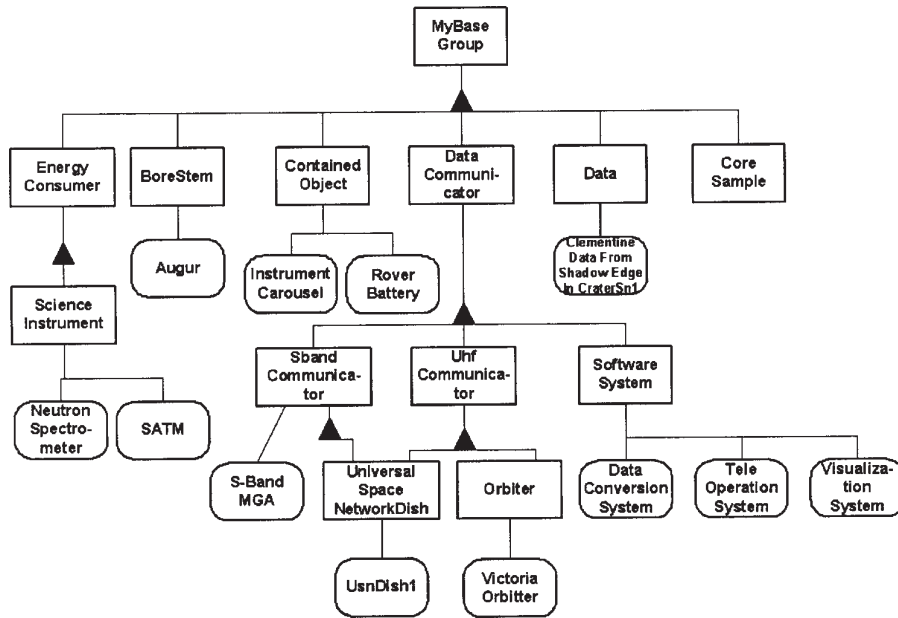 MyBase
Group
Energy
Consumer
BoreStem
Contained
Object
Data
Communi-
cator
Data
Core
Sample
Augur
Instrument
Carousel
Rover
Battery
Clementine
Data From
Shadow Edge
In CraterSn1
Science
Instrument
Sband
Communica-
tor
Uhf
Communica-
tor
Software
System
Neutron
Spectro-
meter
SATM
S-Band
MGA
Universal
Space
NetworkDish
Orbiter
Data
Conversion
System
Tele
Operation
System
Visualiza-
tion
System
UsnDish1
Victoria
Orbitter